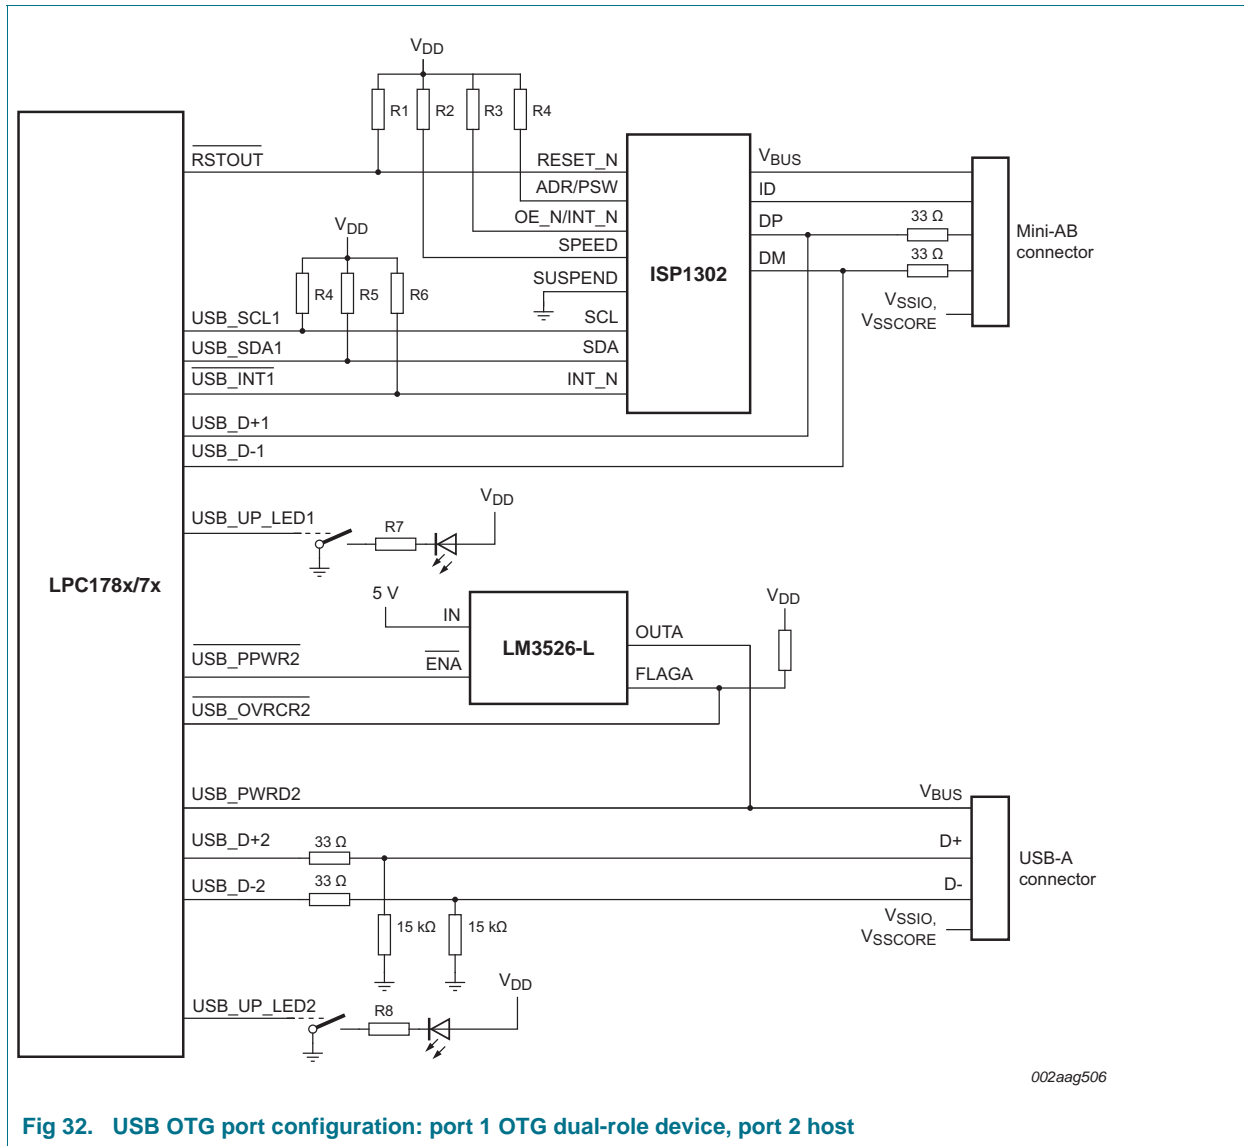 VDD
R1 R2 R3 R4
RSTOUT
RESET_N
ADR/PSW
OE_N/INT_N
SPEED
SUSPEND
SCL
SDA
INT_N
ISP1302
VBUS
ID
DP
DM
33 Ω
33 Ω
VSSIO,
VSSCORE
Mini-AB
connector
VDD
R4 R5 R6
USB_SCL1
USB_SDA1
USB_INT1
USB_D+1
USB_D-1
USB_UP_LED1
R7
VDD
LPC178x/7x
5 V
IN
ENA
LM3526-L
OUTA
FLAGA
VDD
USB_PPWR2
USB_OVRCR2
USB_PWRD2
USB_D+2
33 Ω
USB_D-2
33 Ω
15 kΩ 15 kΩ
VBUS
D+
D-
VSSIO,
VSSCORE
USB-A
connector
USB_UP_LED2
R8
VDD
002aag506
Fig 32. USB OTG port configuration: port 1 OTG dual-role device, port 2 host